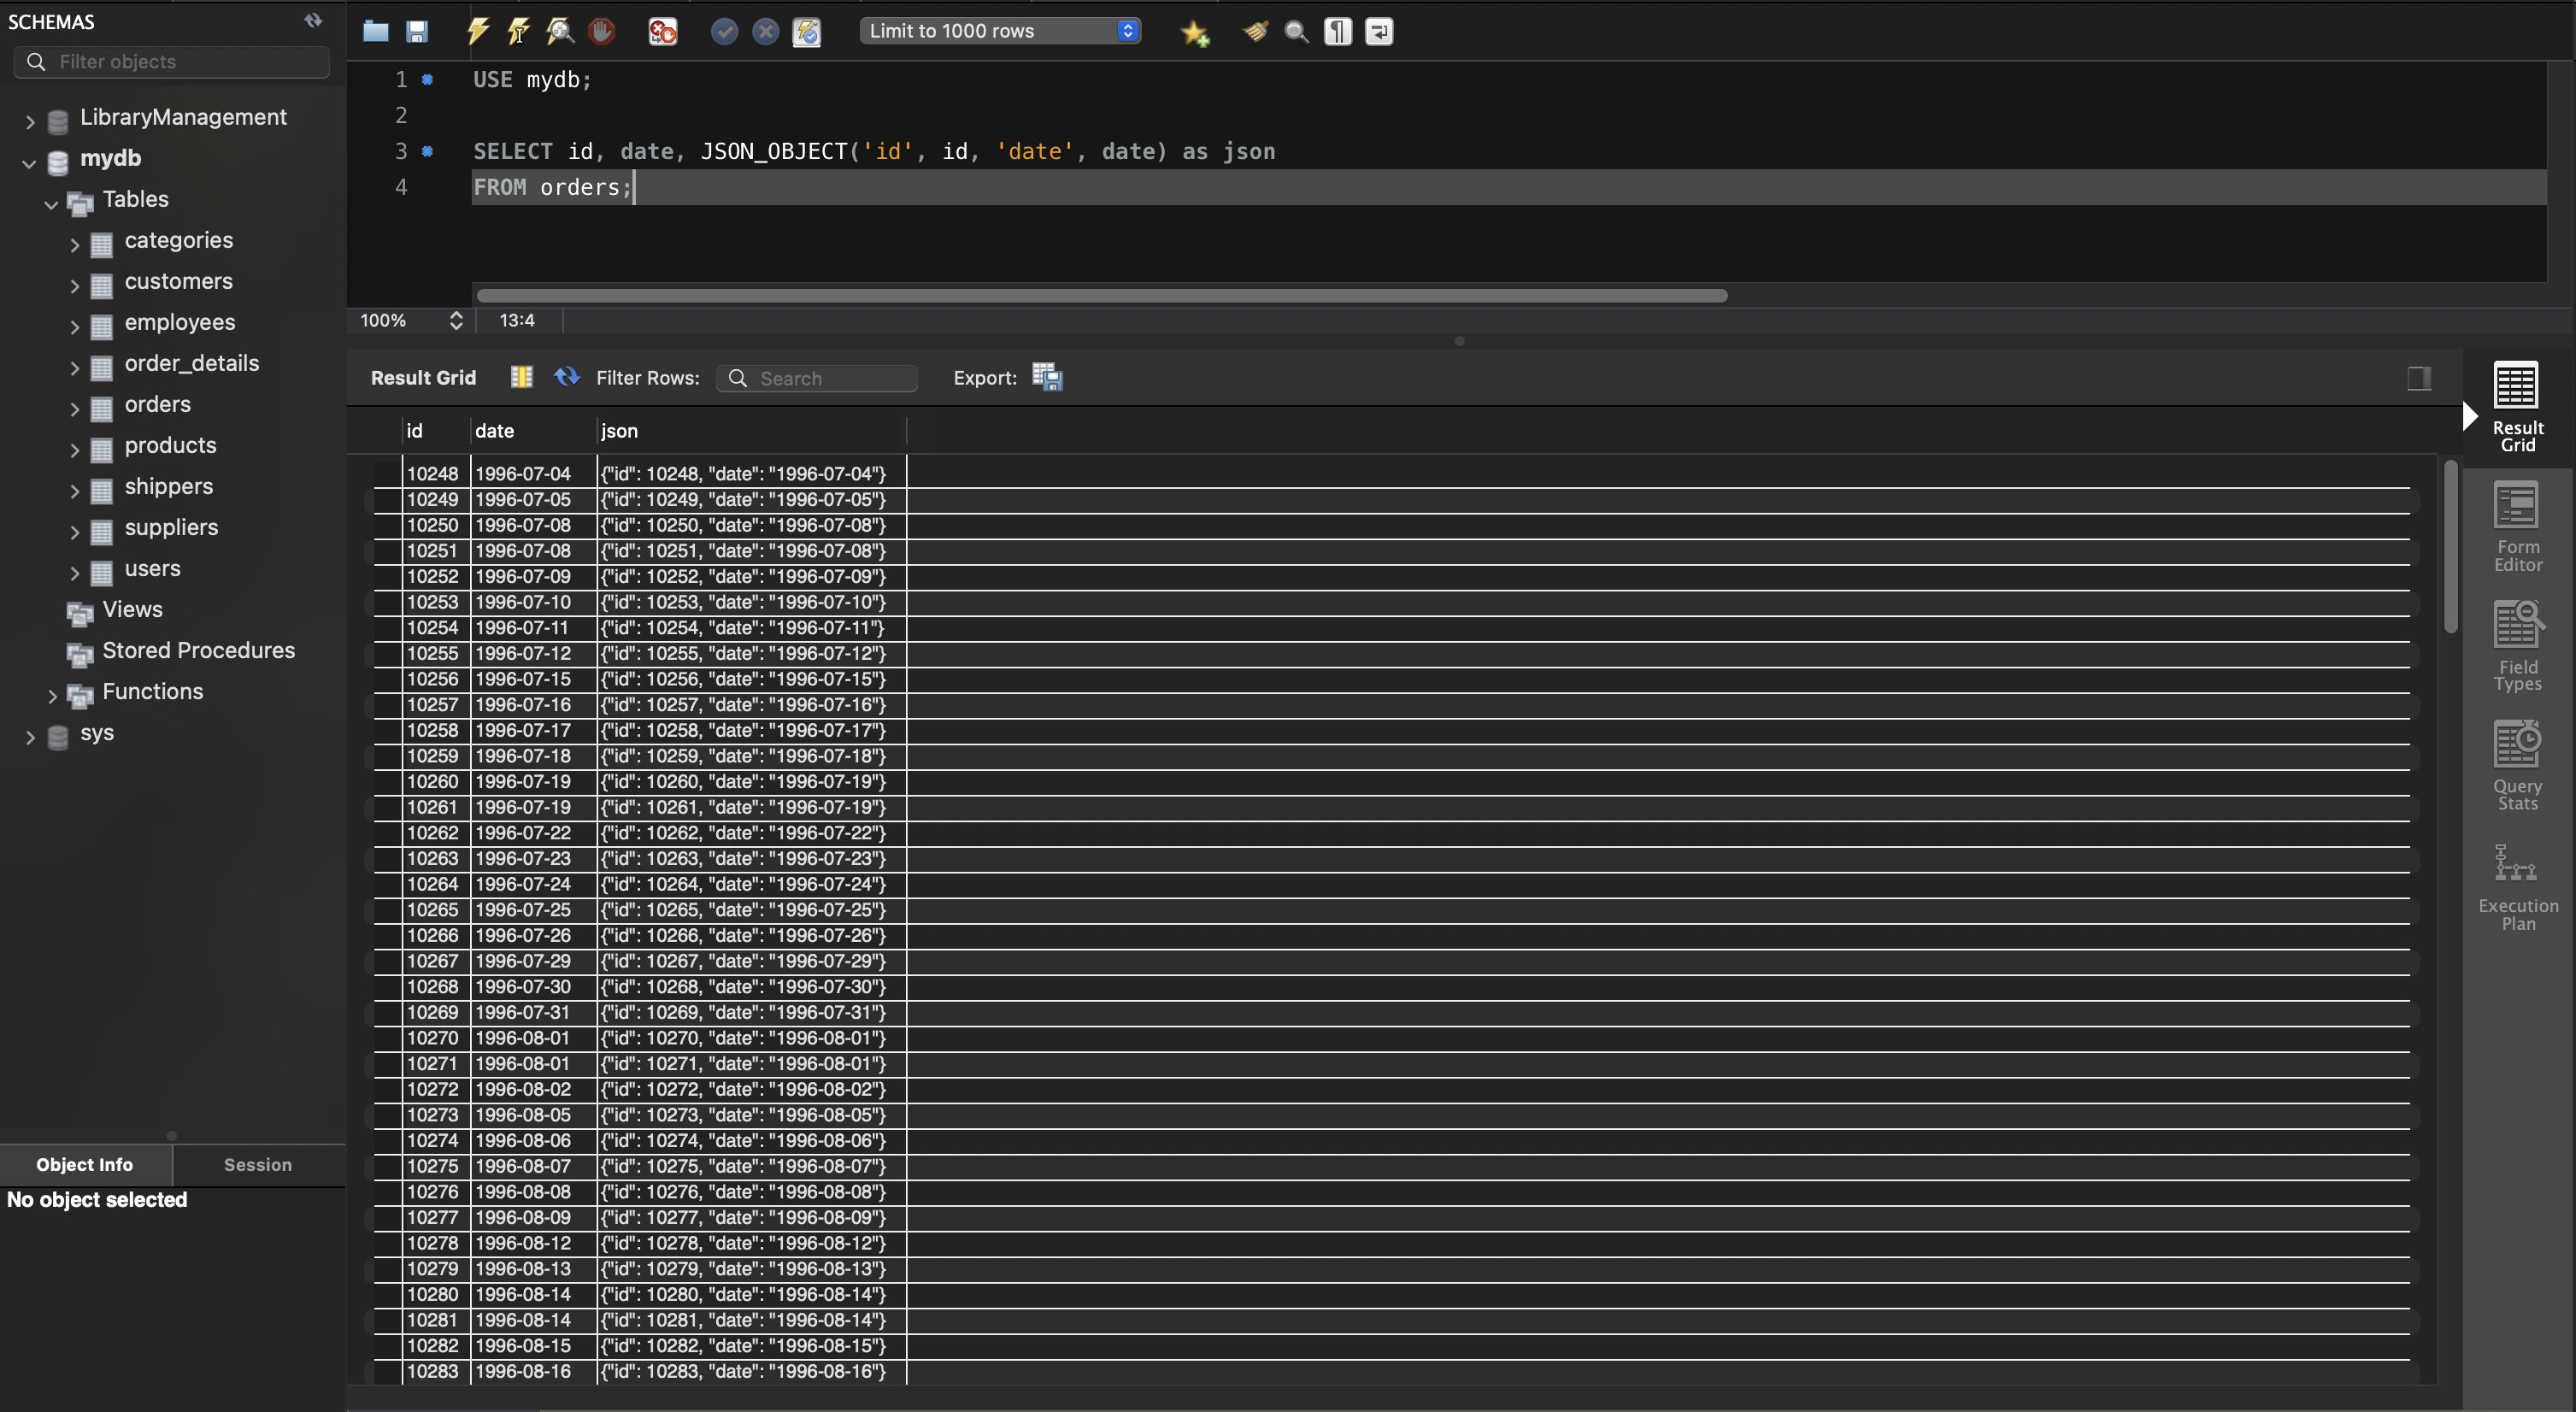 SCHEMAS
Filter objects
LibraryManagement
mydb
Tables
categories
customers
employees
order_details
orders
products
shippers
suppliers
users
Views
Stored Procedures
Functions
sys
Object Info Session
No object selected
Limit to 1000 rows
1 USE mydb;
2
3 SELECT id, date, JSON_OBJECT('id', id, 'date', date) as json
4 FROM orders;
100% 13:4
Result Grid Filter Rows: Search Export:
id date json
10248 1996-07-04 {"id": 10248, "date": "1996-07-04"}
10249 1996-07-05 {"id": 10249, "date": "1996-07-05"}
10250 1996-07-08 {"id": 10250, "date": "1996-07-08"}
10251 1996-07-08 {"id": 10251, "date": "1996-07-08"}
10252 1996-07-09 {"id": 10252, "date": "1996-07-09"}
10253 1996-07-10 {"id": 10253, "date": "1996-07-10"}
10254 1996-07-11 {"id": 10254, "date": "1996-07-11"}
10255 1996-07-12 {"id": 10255, "date": "1996-07-12"}
10256 1996-07-15 {"id": 10256, "date": "1996-07-15"}
10257 1996-07-16 {"id": 10257, "date": "1996-07-16"}
10258 1996-07-17 {"id": 10258, "date": "1996-07-17"}
10259 1996-07-18 {"id": 10259, "date": "1996-07-18"}
10260 1996-07-19 {"id": 10260, "date": "1996-07-19"}
10261 1996-07-19 {"id": 10261, "date": "1996-07-19"}
10262 1996-07-22 {"id": 10262, "date": "1996-07-22"}
10263 1996-07-23 {"id": 10263, "date": "1996-07-23"}
10264 1996-07-24 {"id": 10264, "date": "1996-07-24"}
10265 1996-07-25 {"id": 10265, "date": "1996-07-25"}
10266 1996-07-26 {"id": 10266, "date": "1996-07-26"}
10267 1996-07-29 {"id": 10267, "date": "1996-07-29"}
10268 1996-07-30 {"id": 10268, "date": "1996-07-30"}
10269 1996-07-31 {"id": 10269, "date": "1996-07-31"}
10270 1996-08-01 {"id": 10270, "date": "1996-08-01"}
10271 1996-08-01 {"id": 10271, "date": "1996-08-01"}
10272 1996-08-02 {"id": 10272, "date": "1996-08-02"}
10273 1996-08-05 {"id": 10273, "date": "1996-08-05"}
10274 1996-08-06 {"id": 10274, "date": "1996-08-06"}
10275 1996-08-07 {"id": 10275, "date": "1996-08-07"}
10276 1996-08-08 {"id": 10276, "date": "1996-08-08"}
10277 1996-08-09 {"id": 10277, "date": "1996-08-09"}
10278 1996-08-12 {"id": 10278, "date": "1996-08-12"}
10279 1996-08-13 {"id": 10279, "date": "1996-08-13"}
10280 1996-08-14 {"id": 10280, "date": "1996-08-14"}
10281 1996-08-14 {"id": 10281, "date": "1996-08-14"}
10282 1996-08-15 {"id": 10282, "date": "1996-08-15"}
10283 1996-08-16 {"id": 10283, "date": "1996-08-16"}
Result
Grid
Form
Editor
Field
Types
Query
Stats
Execution
Plan